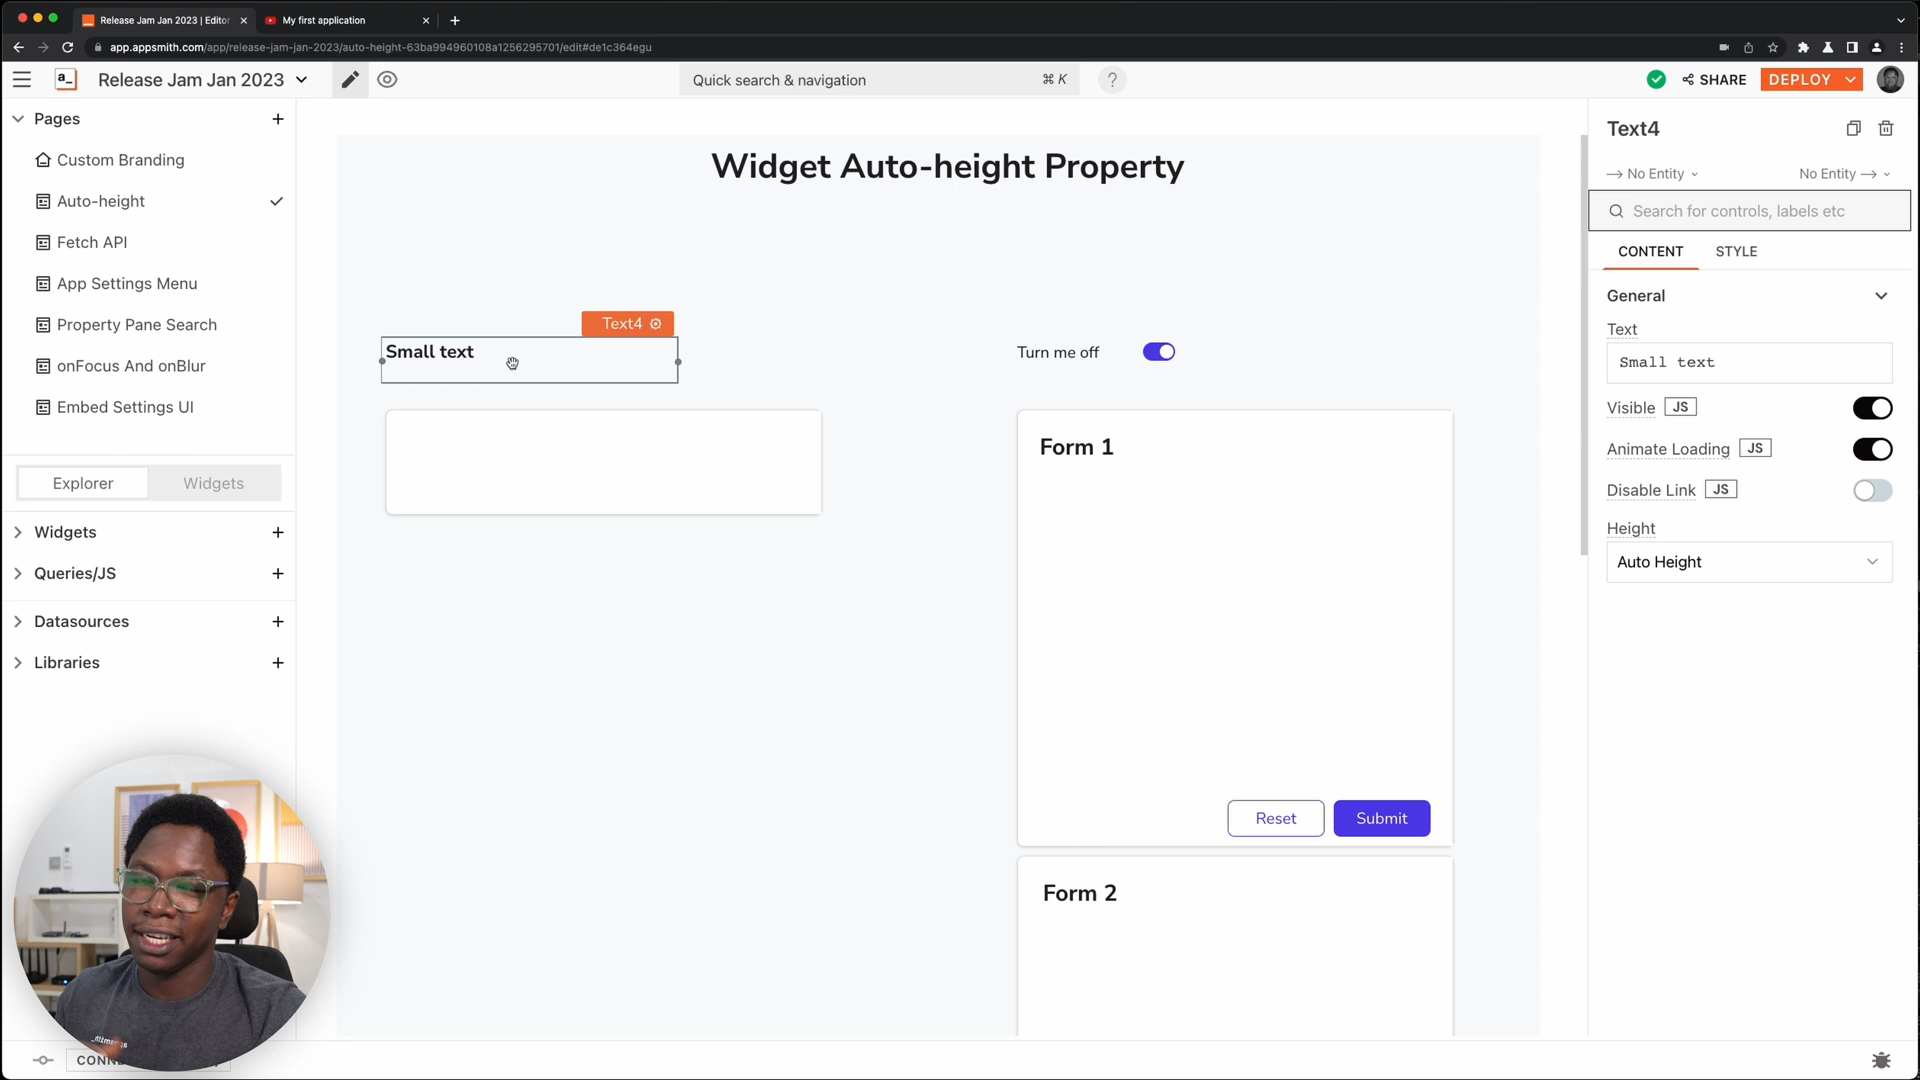 Release Jam Jan 2023 | Editor
My first application
app.appsmith.com/app/release-jam-jan-2023/auto-height-63ba994960108a1256295701/edit#de1c364egu
a_
Release Jam Jan 2023
Quick search & navigation
⌘ K
?
SHARE
DEPLOY
Pages
Custom Branding
Auto-height
Fetch API
App Settings Menu
Property Pane Search
onFocus And onBlur
Embed Settings UI
Explorer
Widgets
Widgets
Queries/JS
Datasources
Libraries
Widget Auto-height Property
Text4
Small text
Turn me off
Form 1
Reset
Submit
Form 2
Text4
No Entity
No Entity
Search for controls, labels etc
CONTENT
STYLE
General
Text
Small text
Visible JS
Animate Loading JS
Disable Link JS
Height
Auto Height